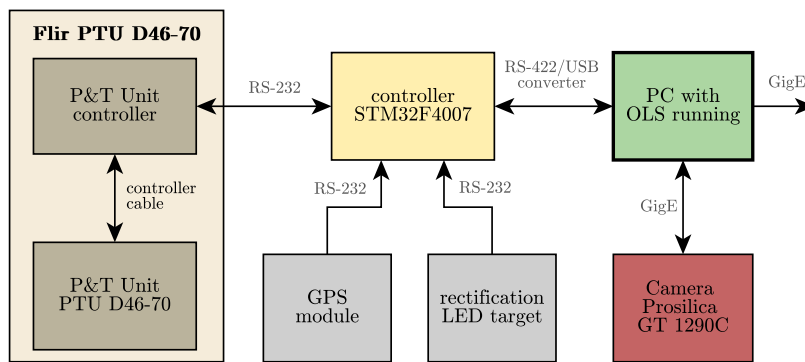 Flir PTU D46-70
P&T Unit
controller
controller
cable
P&T Unit
PTU D46-70
RS-232
controller
STM32F4007
RS-422/USB
converter
PC with
OLS running
GigE
RS-232
RS-232
GigE
GPS
module
rectification
LED target
Camera
Prosilica
GT 1290C